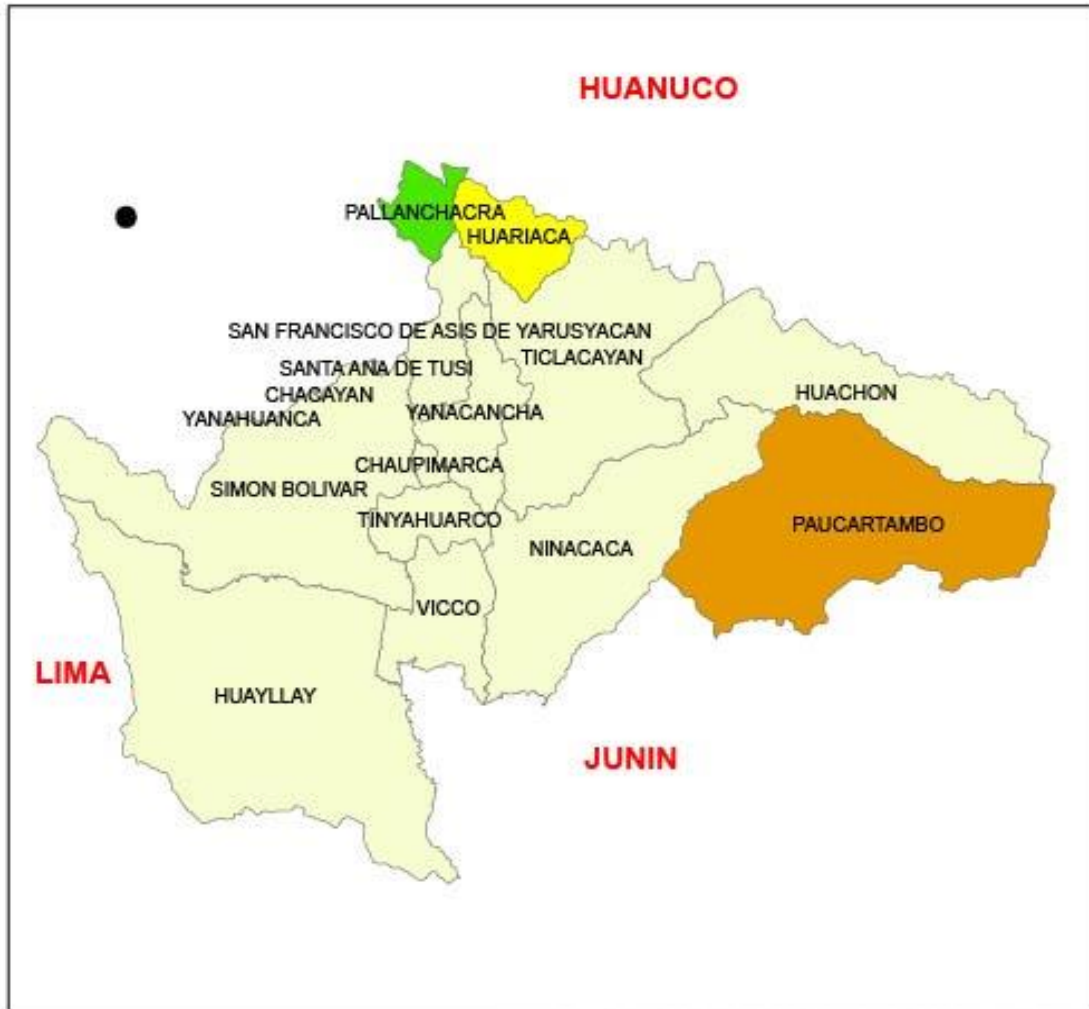 HUANUCO
PALLANCHACRA
HUARIACA
SAN FRANCISCO DE ASIS DE YARUSYACAN
TICLACAYAN
SANTA ANA DE TUSI
CHACAYAN
HUACHON
YANAHUANCA
YANACANCHA
CHAUPIMARCA
SIMON BOLIVAR
TINYAHUARCO
PAUCARTAMBO
NINACACA
VICCO
LIMA
HUAYLLAY
JUNIN